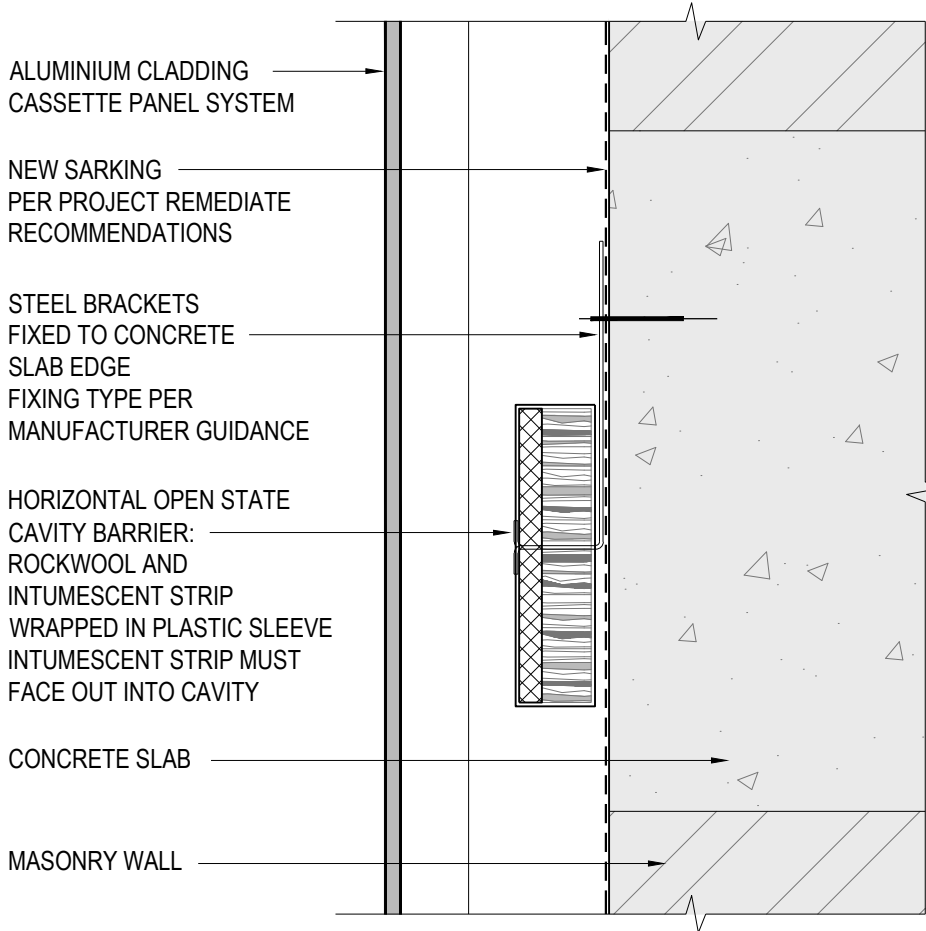 ALUMINIUM CLADDING
CASSETTE PANEL SYSTEM
NEW SARKING
PER PROJECT REMEDIATE
RECOMMENDATIONS
STEEL BRACKETS
FIXED TO CONCRETE
SLAB EDGE
FIXING TYPE PER
MANUFACTURER GUIDANCE
HORIZONTAL OPEN STATE
CAVITY BARRIER:
ROCKWOOL AND
INTUMESCENT STRIP
WRAPPED IN PLASTIC SLEEVE
INTUMESCENT STRIP MUST
FACE OUT INTO CAVITY
CONCRETE SLAB
MASONRY WALL